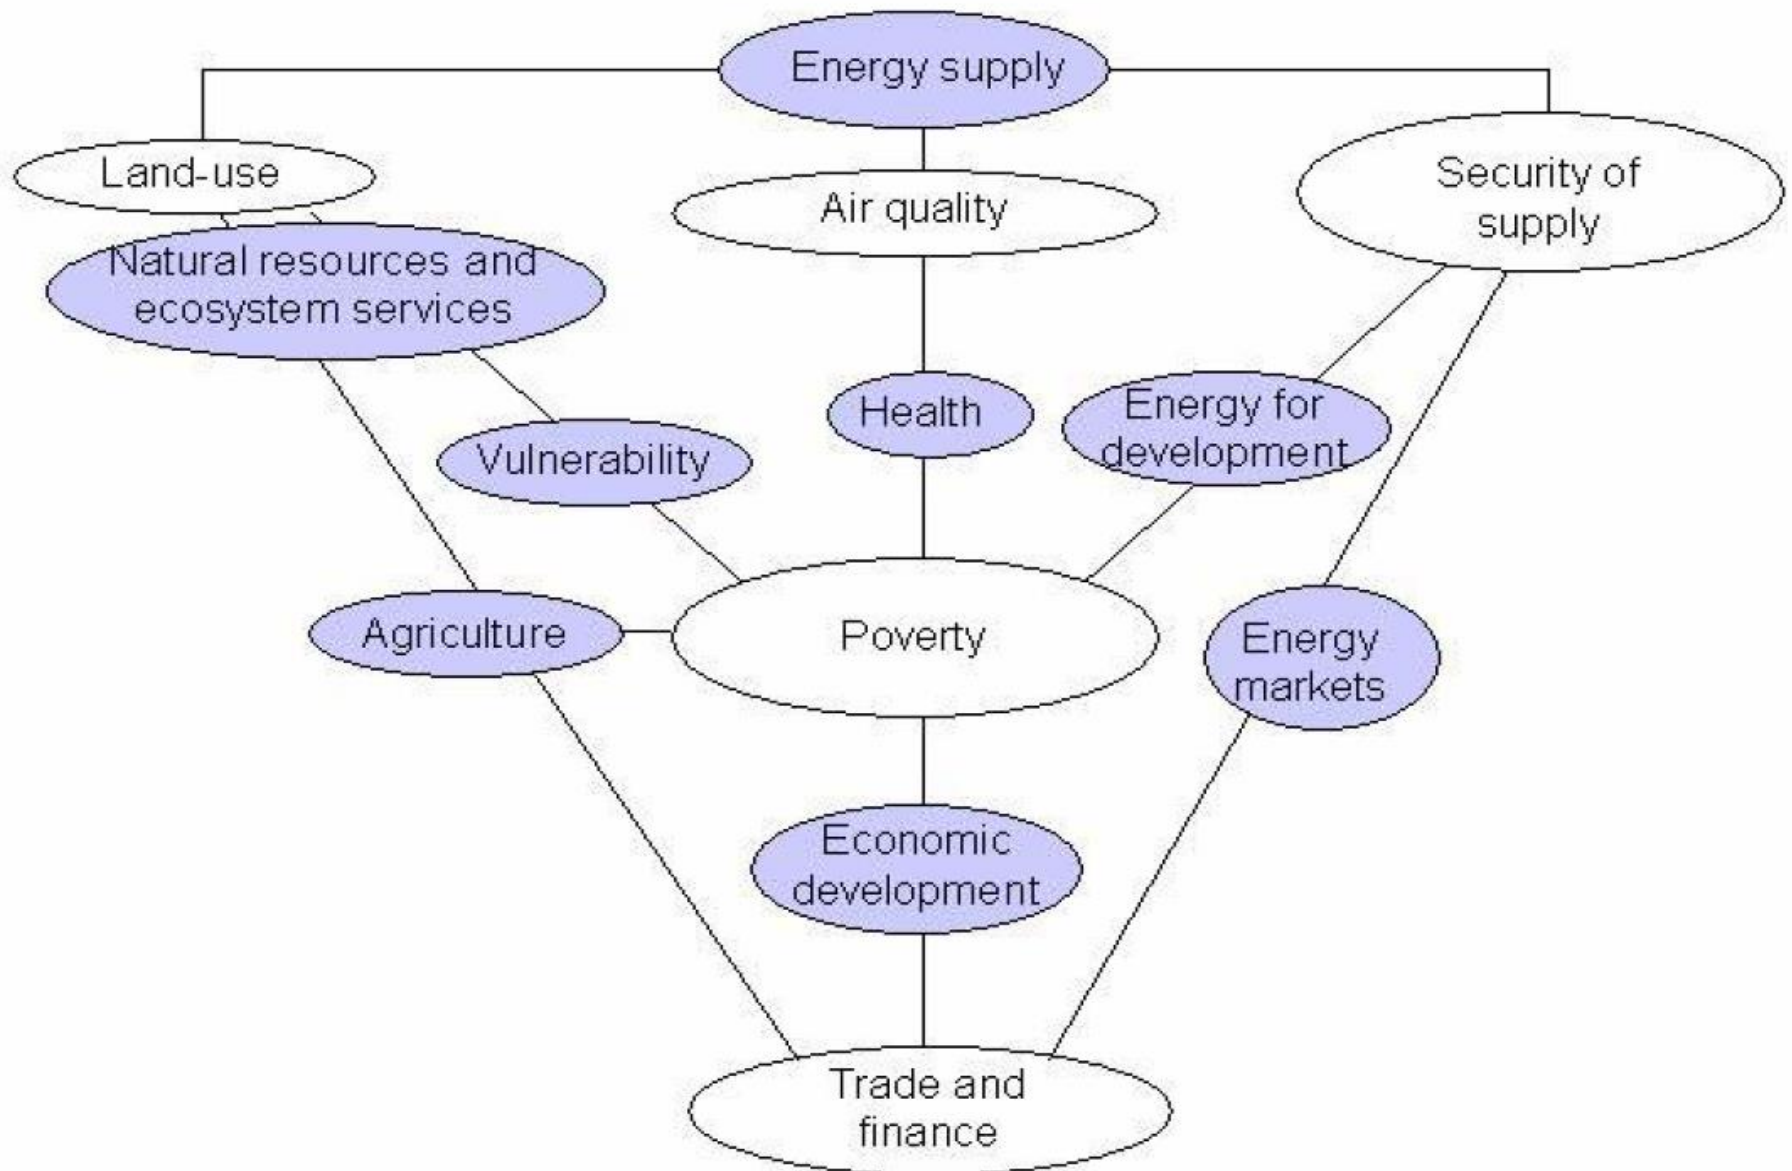 Energy supply
Land-use
Air quality
Security of
supply
Natural resources and
ecosystem services
Health
Energy for
development
Vulnerability
Agriculture
Poverty
Energy
markets
Economic
development
Trade and
finance